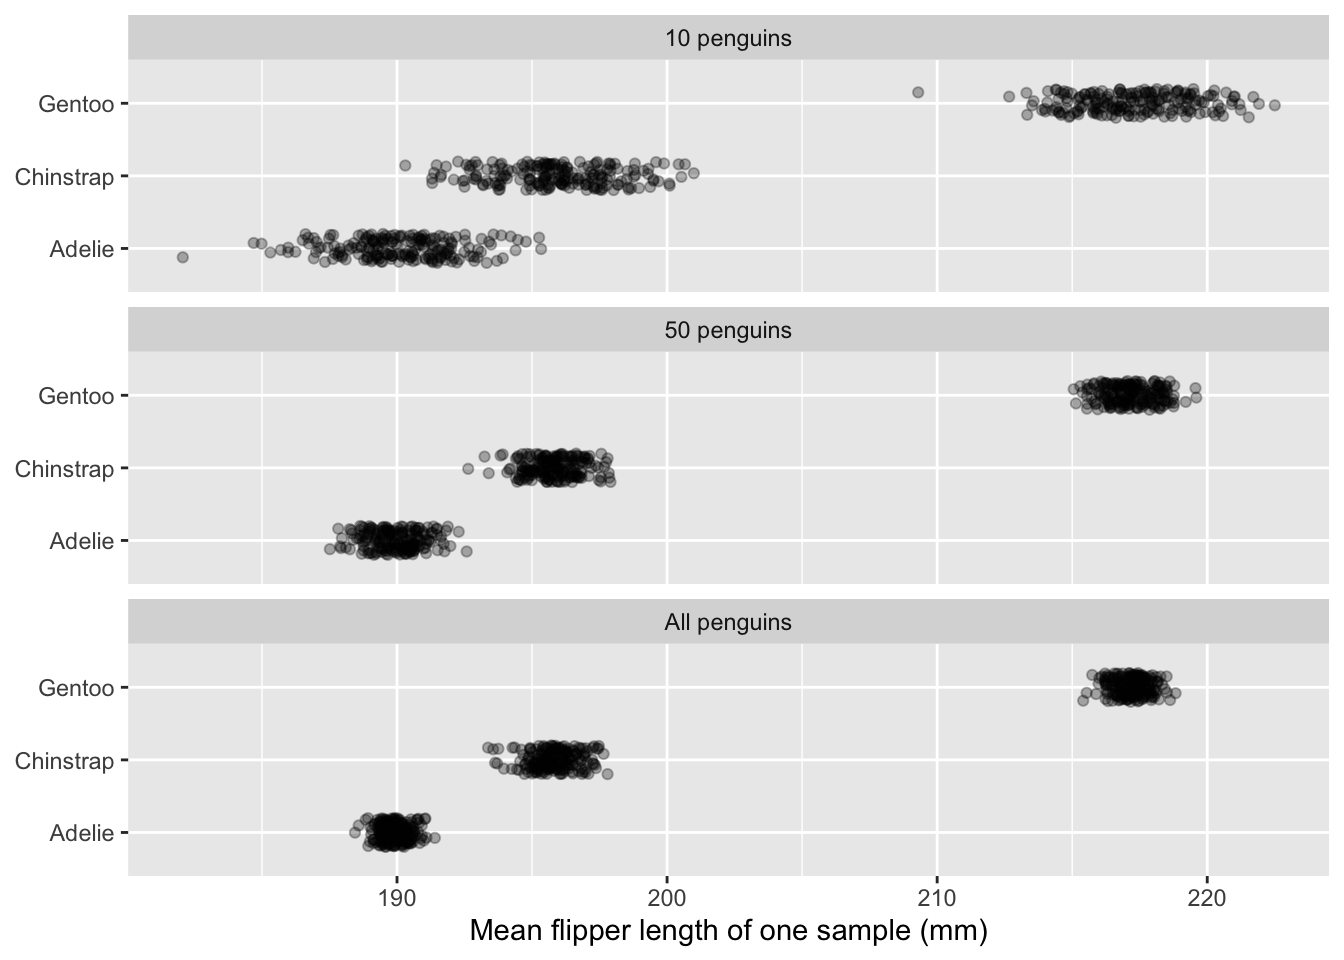 10 penguins
Gentoo
Chinstrap
Adelie
50 penguins
Gentoo
Chinstrap
Adelie
All penguins
Gentoo
Chinstrap
Adelie
190 200 210 220
Mean flipper length of one sample (mm)